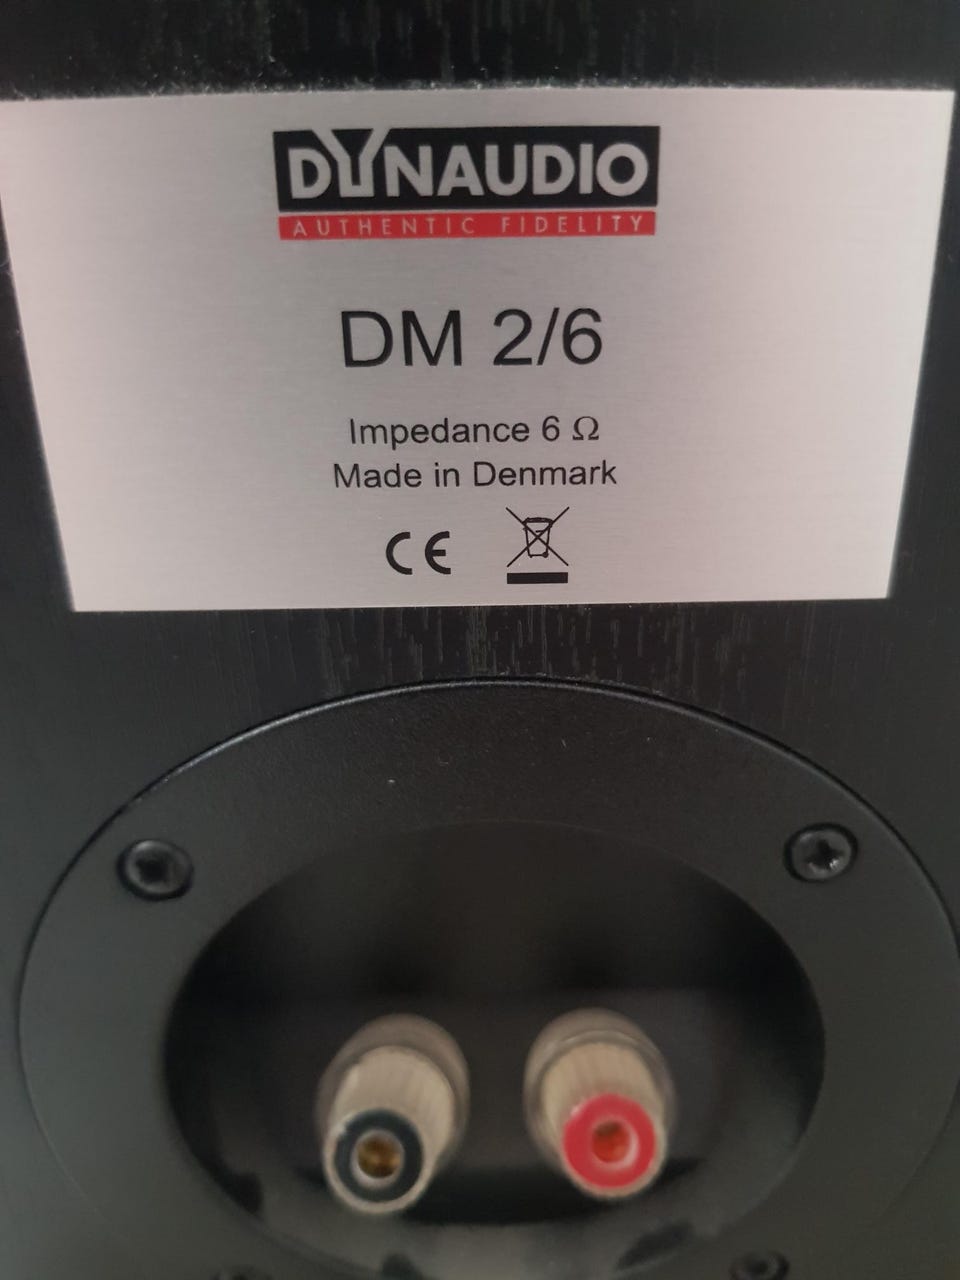 DYNAUDIO
AUTHENTIC FIDELITY
DM 2/6
Impedance 6 Ω
Made in Denmark
CE